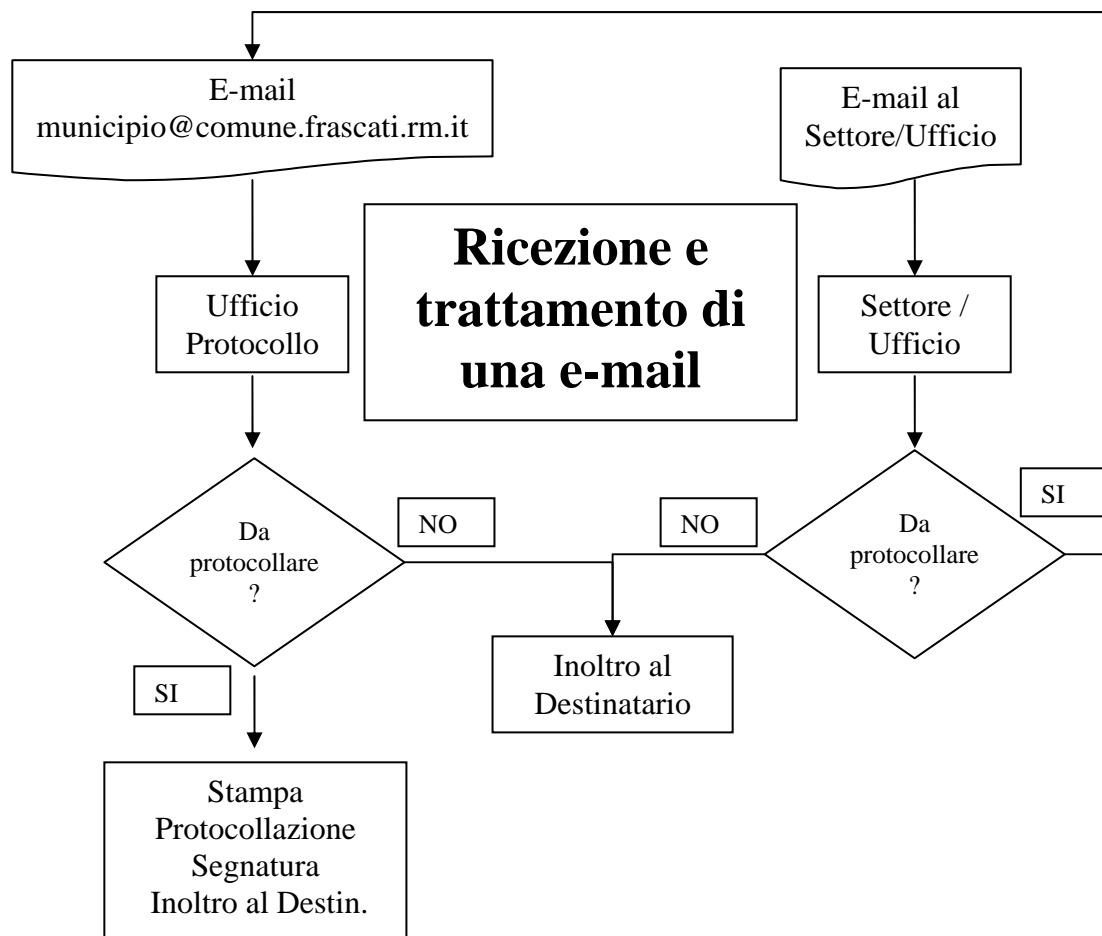 E-mail
municipio@comune.frascati.rm.it
E-mail al
Settore/Ufficio
Ricezione e
trattamento di
una e-mail
Ufficio
Protocollo
Settore /
Ufficio
Da
protocollare
?
NO
NO
Da
protocollare
?
SI
SI
Inoltro al
Destinatario
Stampa
Protocollazione
Segnatura
Inoltro al Destin.